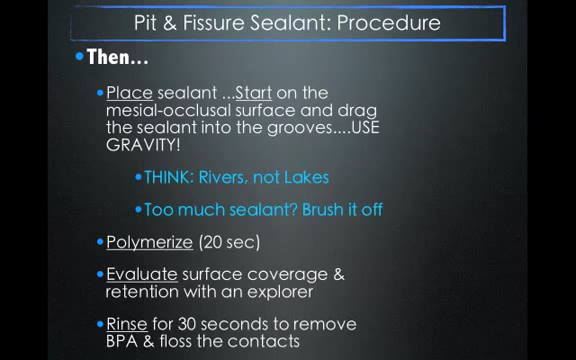 Pit & Fissure Sealant: Procedure
•Then...
•Place sealant ...Start on the
mesial-occlusal surface and drag
the sealant into the grooves....USE
GRAVITY!
•THINK: Rivers, not Lakes
•Too much sealant? Brush it off
•Polymerize (20 sec)
•Evaluate surface coverage &
retention with an explorer
•Rinse for 30 seconds to remove
BPA & floss the contacts